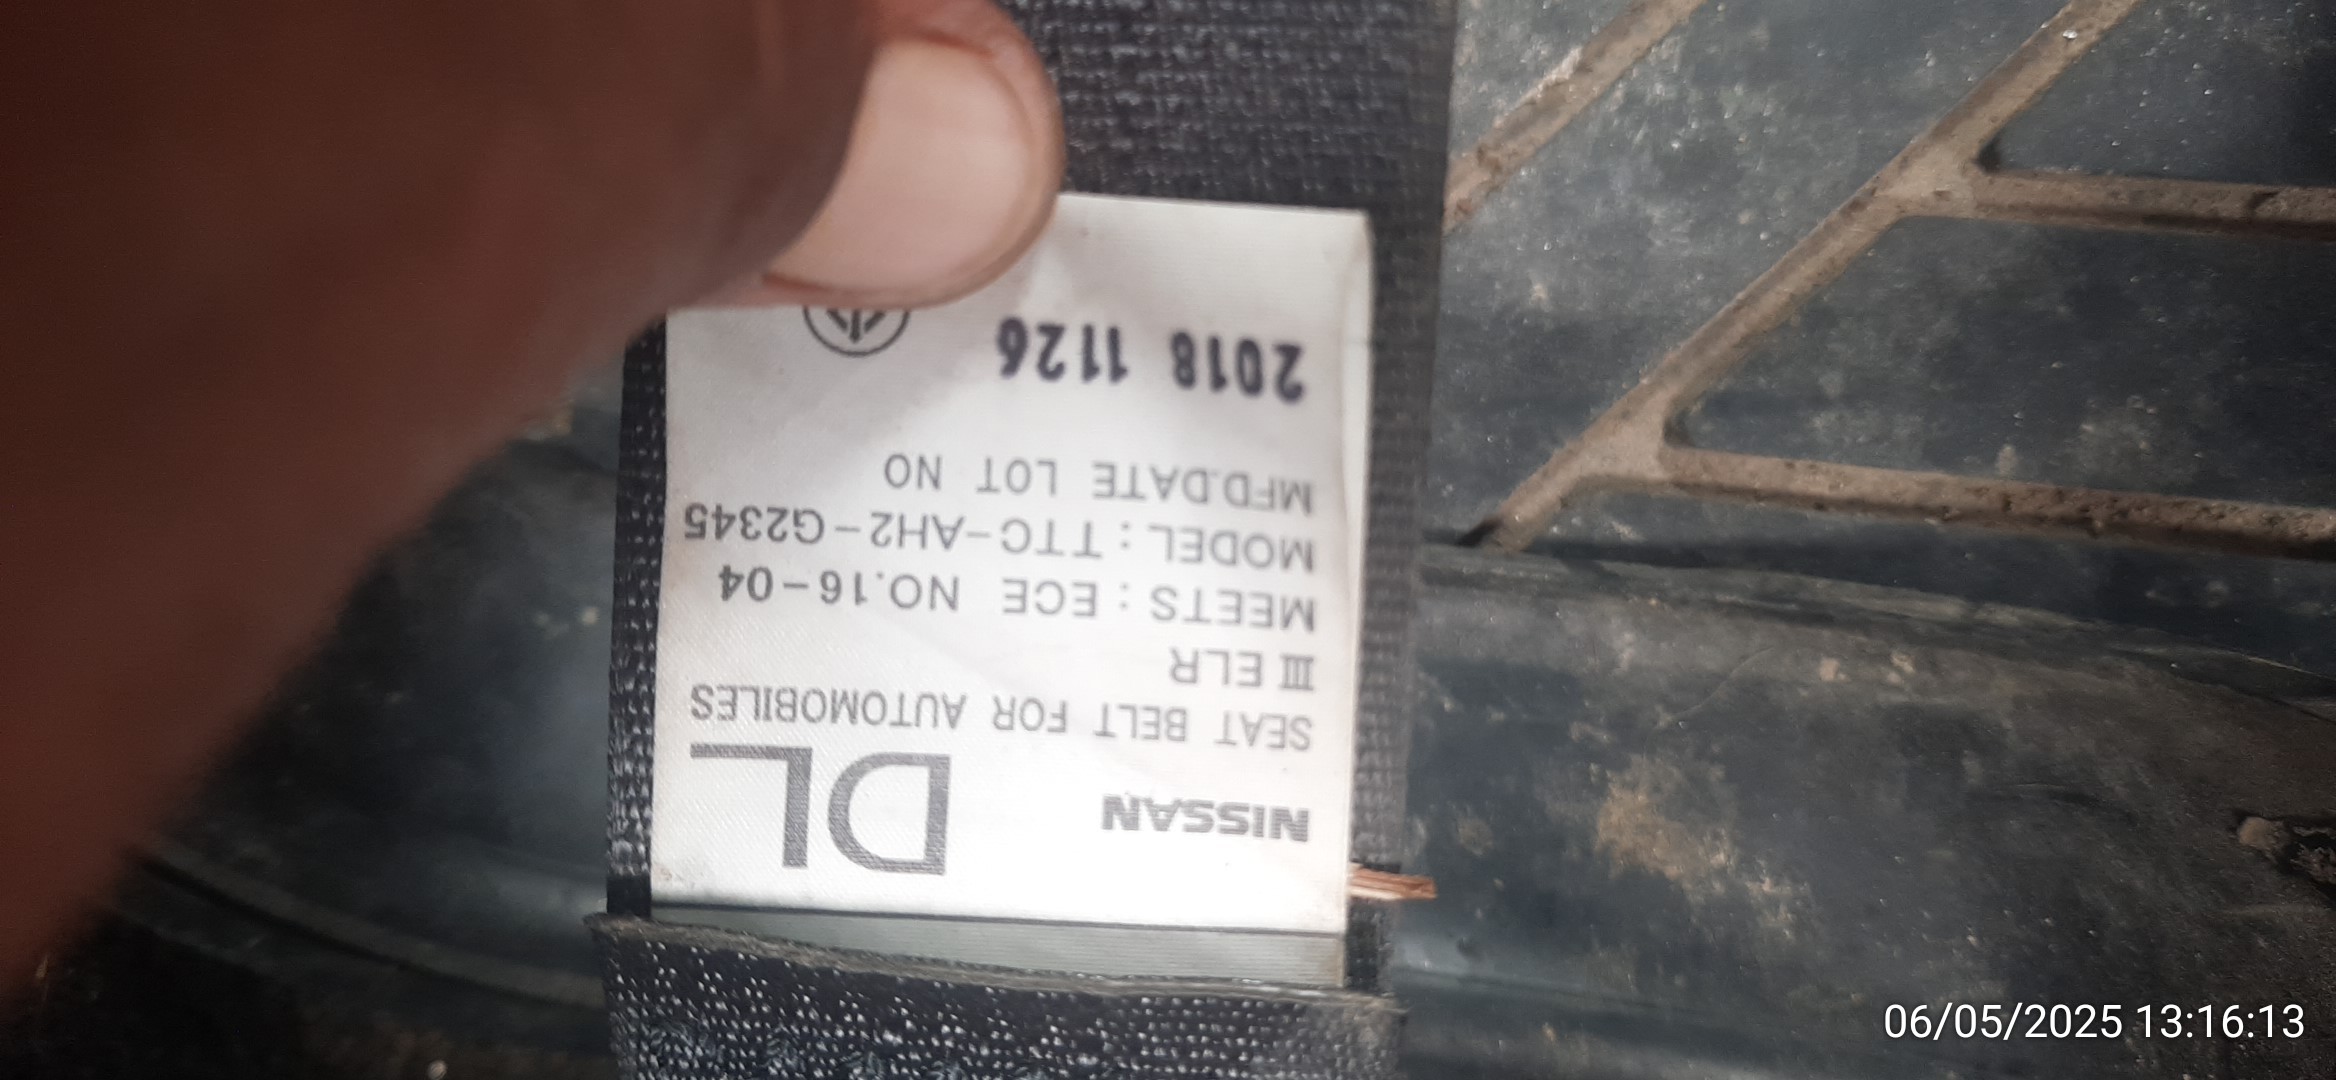 NISSAN DL
SEAT BELT FOR AUTOMOBILES
III ELR
MEETS : ECE NO.16-04
MODEL : TTC-AH2-G2345
MFD.DATE LOT NO
2018 1126
06/05/2025 13:16:13